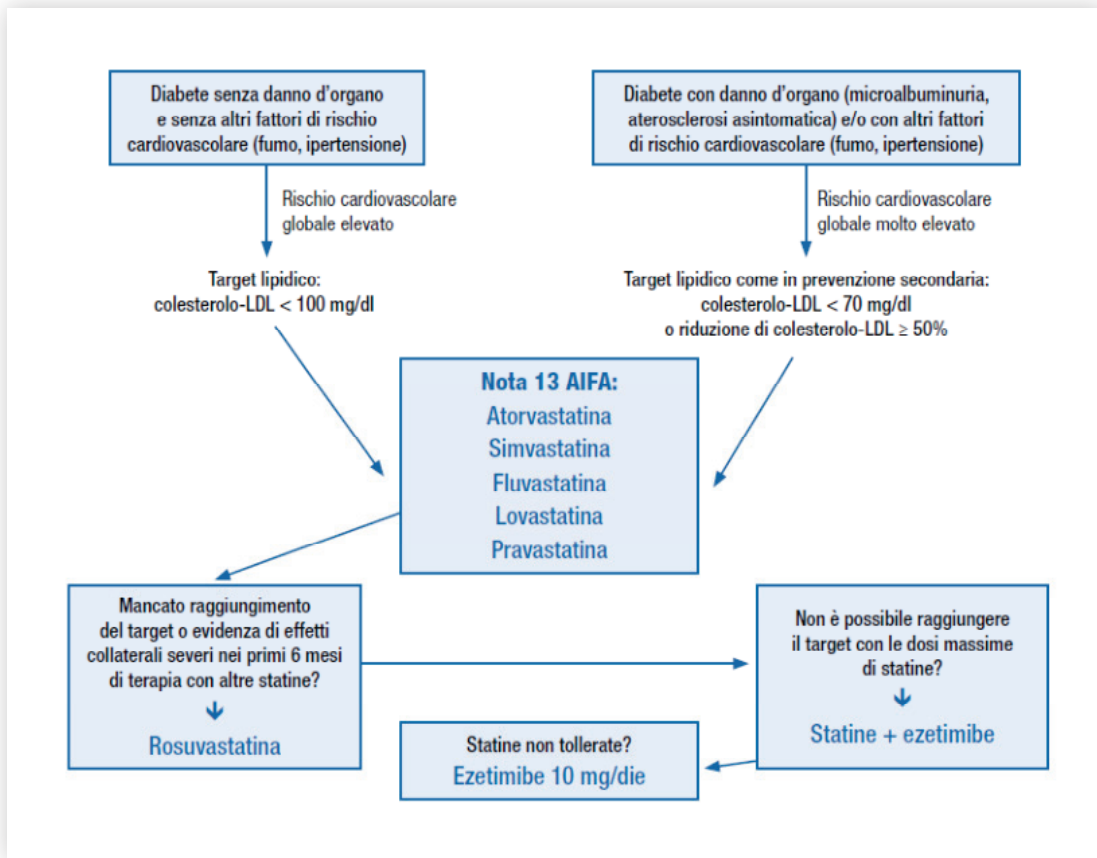 Diabete senza danno d'organo
e senza altri fattori di rischio
cardiovascolare (fumo, ipertensione)
Diabete con danno d'organo (microalbuminuria,
aterosclerosi asintomatica) e/o con altri fattori
di rischio cardiovascolare (fumo, ipertensione)
Rischio cardiovascolare
globale elevato
Rischio cardiovascolare
globale molto elevato
Target lipidico:
colesterolo-LDL < 100 mg/dl
Target lipidico come in prevenzione secondaria:
colesterolo-LDL < 70 mg/dl
o riduzione di colesterolo-LDL ≥ 50%
Nota 13 AIFA:
Atorvastatina
Simvastatina
Fluvastatina
Lovastatina
Pravastatina
Mancato raggiungimento
del target o evidenza di effetti
collaterali severi nei primi 6 mesi
di terapia con altre statine?
Rosuvastatina
Non è possibile raggiungere
il target con le dosi massime
di statine?
Statine + ezetimibe
Statine non tollerate?
Ezetimibe 10 mg/die